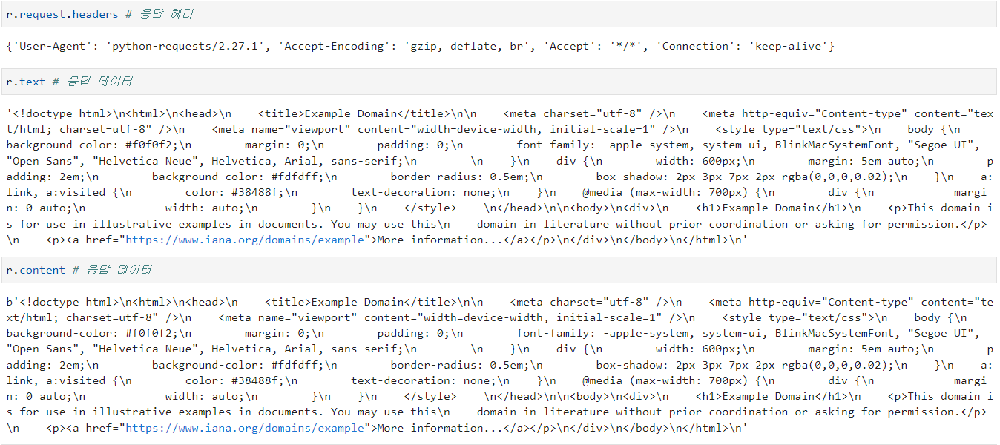 r.request.headers # 응답 헤더
{'User-Agent': 'python-requests/2.27.1', 'Accept-Encoding': 'gzip, deflate, br', 'Accept': '*/*', 'Connection': 'keep-alive'}
r.text # 응답 데이터
'<!doctype html>\n<html>\n<head>\n    <title>Example Domain</title>\n\n    <meta charset="utf-8" />\n    <meta http-equiv="Content-type" content="tex
t/html; charset=utf-8" />\n    <meta name="viewport" content="width=device-width, initial-scale=1" />\n    <style type="text/css">\n    body {\n
background-color: #f0f0f2;\n        margin: 0;\n        padding: 0;\n        font-family: -apple-system, system-ui, BlinkMacSystemFont, "Segoe UI",
"Open Sans", "Helvetica Neue", Helvetica, Arial, sans-serif;\n        \n    }\n    div {\n        width: 600px;\n        margin: 5em auto;\n        p
adding: 2em;\n        background-color: #fdfdff;\n        border-radius: 0.5em;\n        box-shadow: 2px 3px 7px 2px rgba(0,0,0,0.02);\n    }\n    a:
link, a:visited {\n        color: #38488f;\n        text-decoration: none;\n    }\n    @media (max-width: 700px) {\n        div {\n            margi
n: 0 auto;\n            width: auto;\n        }\n    }\n    </style>    \n</head>\n\n<body>\n<div>\n    <h1>Example Domain</h1>\n    <p>This domain i
s for use in illustrative examples in documents. You may use this\n    domain in literature without prior coordination or asking for permission.</p>
\n    <p><a href="https://www.iana.org/domains/example">More information...</a></p>\n</div>\n</body>\n</html>\n'
r.content # 응답 데이터
b'<!doctype html>\n<html>\n<head>\n    <title>Example Domain</title>\n\n    <meta charset="utf-8" />\n    <meta http-equiv="Content-type" content="te
xt/html; charset=utf-8" />\n    <meta name="viewport" content="width=device-width, initial-scale=1" />\n    <style type="text/css">\n    body {\n
background-color: #f0f0f2;\n        margin: 0;\n        padding: 0;\n        font-family: -apple-system, system-ui, BlinkMacSystemFont, "Segoe UI",
"Open Sans", "Helvetica Neue", Helvetica, Arial, sans-serif;\n        \n    }\n    div {\n        width: 600px;\n        margin: 5em auto;\n        p
adding: 2em;\n        background-color: #fdfdff;\n        border-radius: 0.5em;\n        box-shadow: 2px 3px 7px 2px rgba(0,0,0,0.02);\n    }\n    a:
link, a:visited {\n        color: #38488f;\n        text-decoration: none;\n    }\n    @media (max-width: 700px) {\n        div {\n            margi
n: 0 auto;\n            width: auto;\n        }\n    }\n    </style>    \n</head>\n\n<body>\n<div>\n    <h1>Example Domain</h1>\n    <p>This domain i
s for use in illustrative examples in documents. You may use this\n    domain in literature without prior coordination or asking for permission.</p>
\n    <p><a href="https://www.iana.org/domains/example">More information...</a></p>\n</div>\n</body>\n</html>\n'